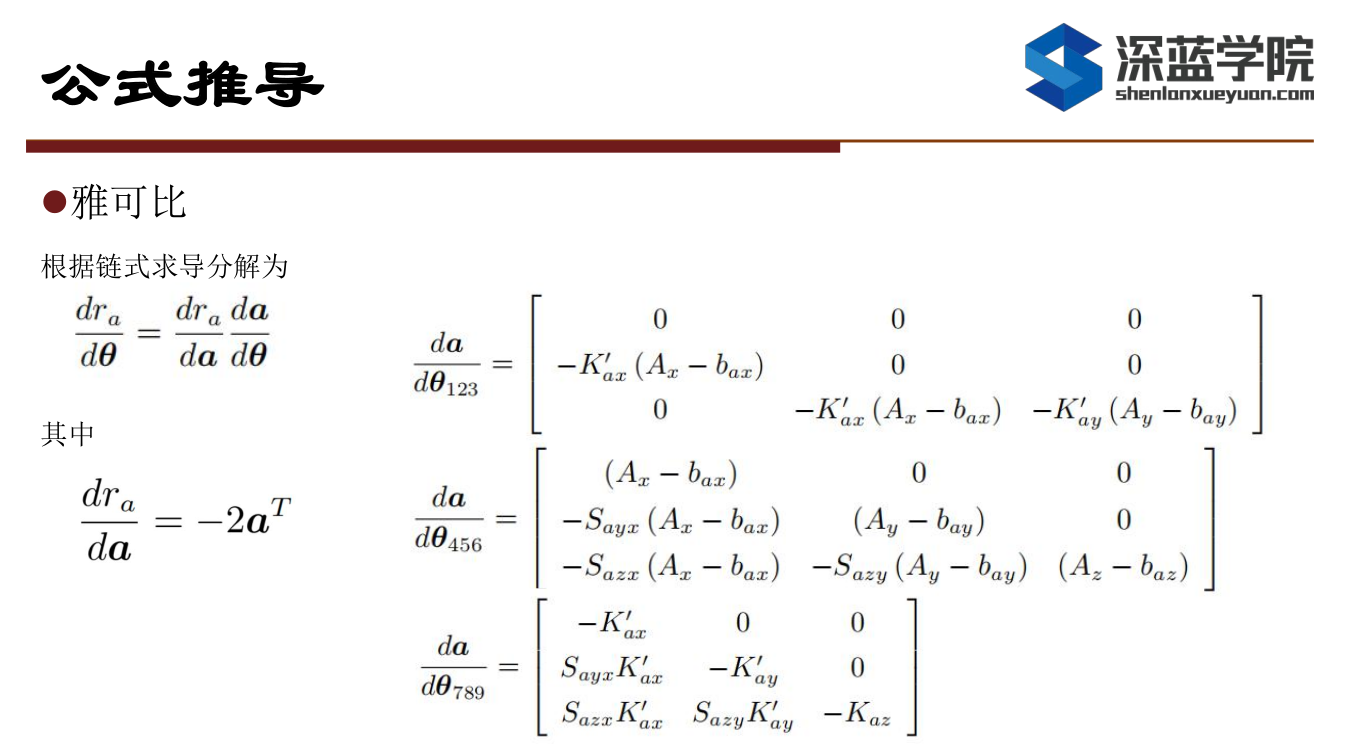 公式推导
深蓝学院
shenlanxueyuan.com
●雅可比
根据链式求导分解为
$\frac{dr_a}{d\boldsymbol{\theta}} = \frac{dr_a}{d\boldsymbol{a}} \frac{d\boldsymbol{a}}{d\boldsymbol{\theta}}$
其中
$\frac{dr_a}{d\boldsymbol{a}} = -2\boldsymbol{a}^T$
$\frac{d\boldsymbol{a}}{d\boldsymbol{\theta}_{123}} = \begin{bmatrix} 0 & 0 & 0 \\ -K'_{ax}(A_x - b_{ax}) & 0 & 0 \\ 0 & -K'_{ax}(A_x - b_{ax}) & -K'_{ay}(A_y - b_{ay}) \end{bmatrix}$
$\frac{d\boldsymbol{a}}{d\boldsymbol{\theta}_{456}} = \begin{bmatrix} (A_x - b_{ax}) & 0 & 0 \\ -S_{ayx}(A_x - b_{ax}) & (A_y - b_{ay}) & 0 \\ -S_{azx}(A_x - b_{ax}) & -S_{azy}(A_y - b_{ay}) & (A_z - b_{az}) \end{bmatrix}$
$\frac{d\boldsymbol{a}}{d\boldsymbol{\theta}_{789}} = \begin{bmatrix} -K'_{ax} & 0 & 0 \\ S_{ayx}K'_{ax} & -K'_{ay} & 0 \\ S_{azx}K'_{ax} & S_{azy}K'_{ay} & -K_{az} \end{bmatrix}$